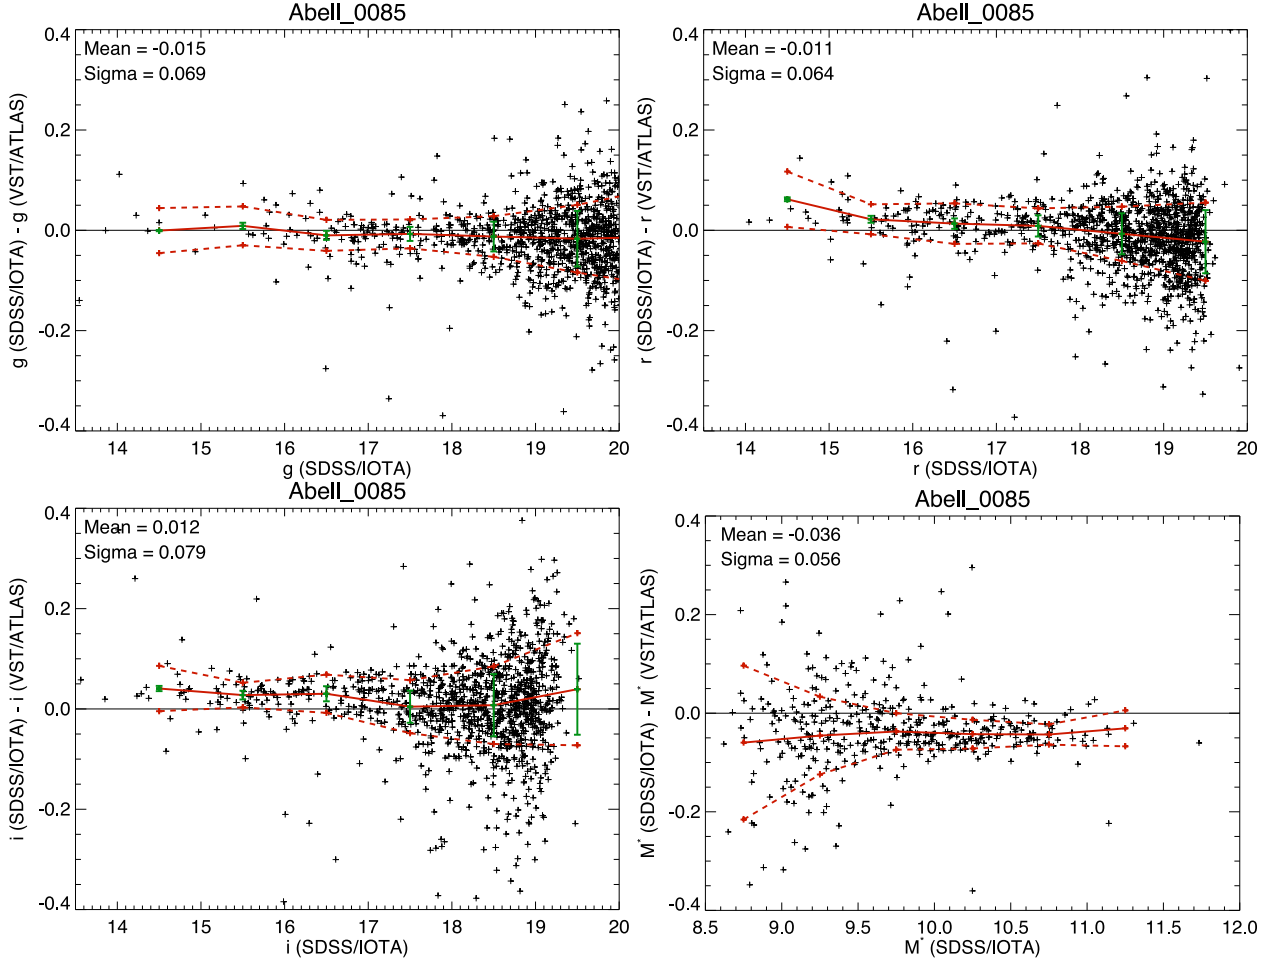 Abell_0085
Mean = -0.015
Sigma = 0.069
g (SDSS/IOTA) - g (VST/ATLAS)
0.4
0.2
0.0
-0.2
-0.4
14 15 16 17 18 19 20
g (SDSS/IOTA)
Abell_0085
Mean = -0.011
Sigma = 0.064
r (SDSS/IOTA) - r (VST/ATLAS)
0.4
0.2
0.0
-0.2
-0.4
14 15 16 17 18 19 20
r (SDSS/IOTA)
Abell_0085
Mean = 0.012
Sigma = 0.079
i (SDSS/IOTA) - i (VST/ATLAS)
0.4
0.2
0.0
-0.2
-0.4
14 15 16 17 18 19 20
i (SDSS/IOTA)
Abell_0085
Mean = -0.036
Sigma = 0.056
M* (SDSS/IOTA) - M* (VST/ATLAS)
0.4
0.2
0.0
-0.2
-0.4
8.5 9.0 9.5 10.0 10.5 11.0 11.5 12.0
M* (SDSS/IOTA)